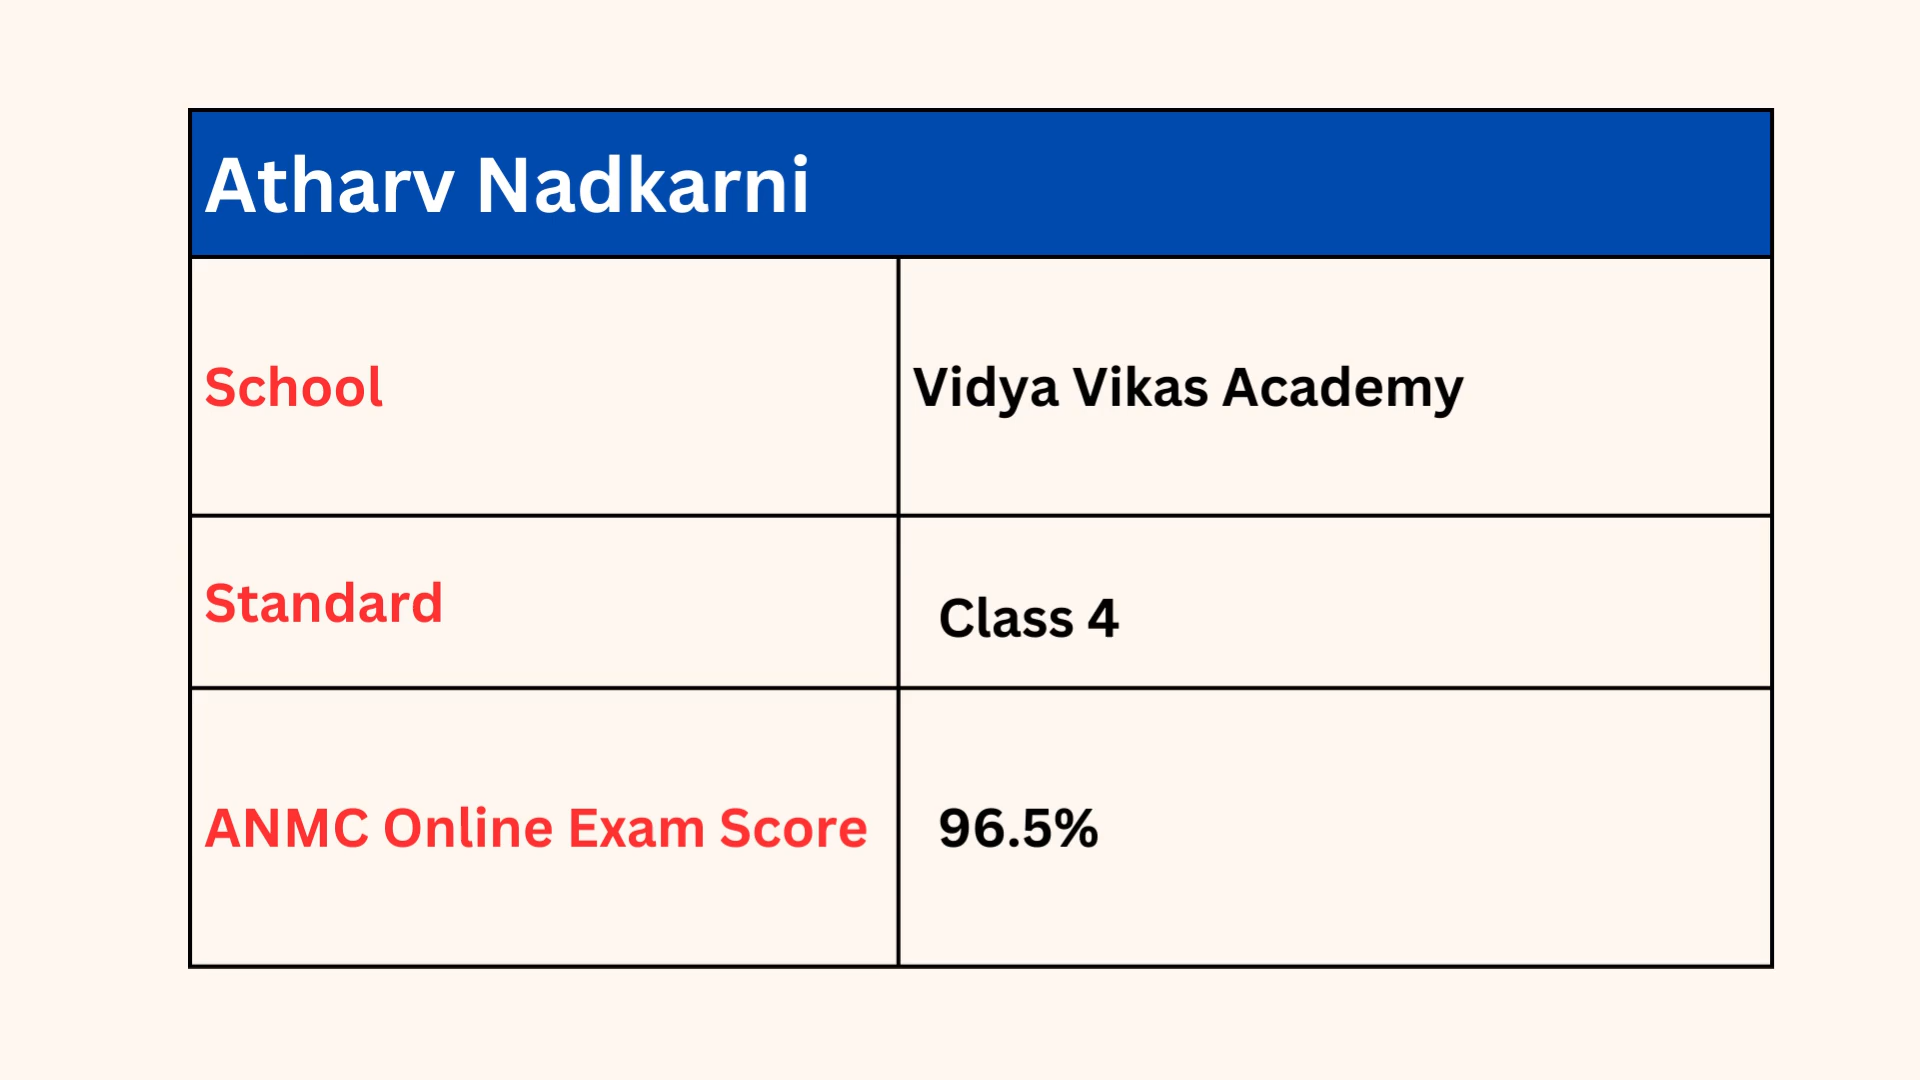 Atharv Nadkarni
School
Vidya Vikas Academy
Standard
Class 4
ANMC Online Exam Score
96.5%